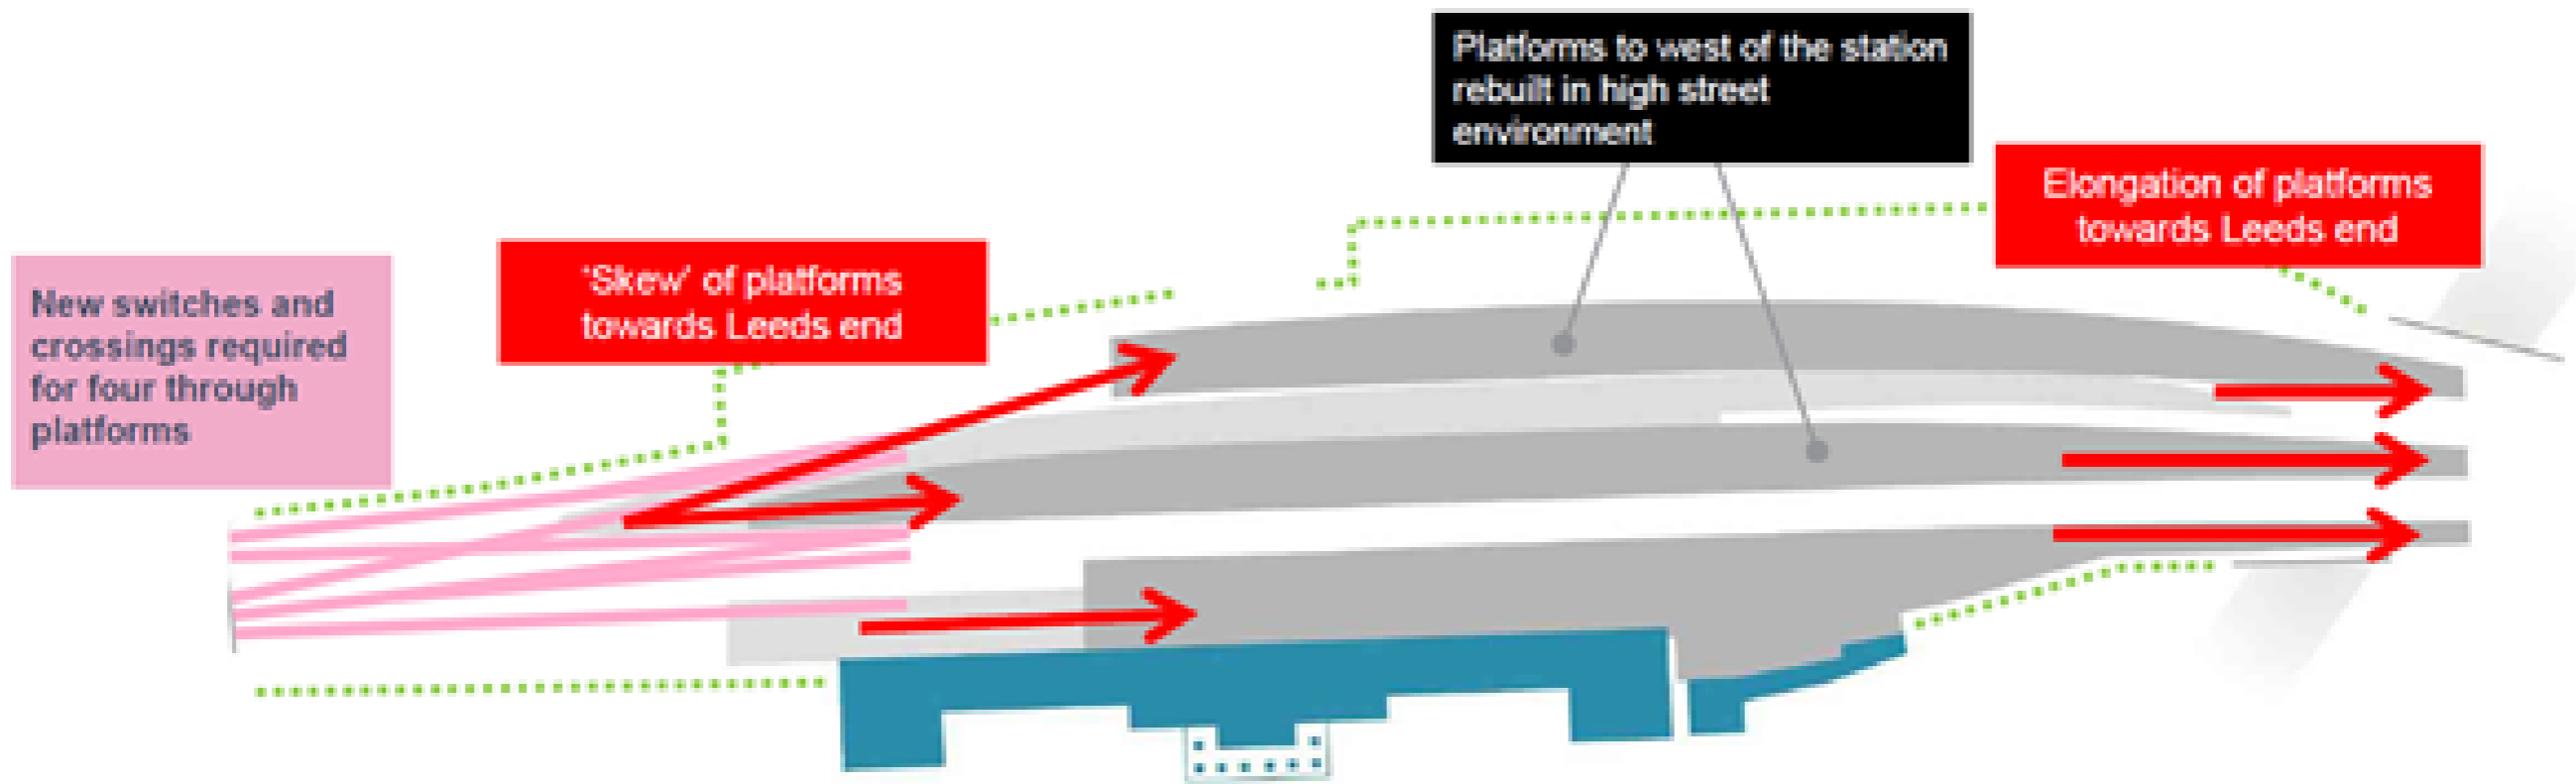 Platforms to west of the station
rebuilt in high street
environment
Elongation of platforms
towards Leeds end
'Skew' of platforms
towards Leeds end
New switches and
crossings required
for four through
platforms